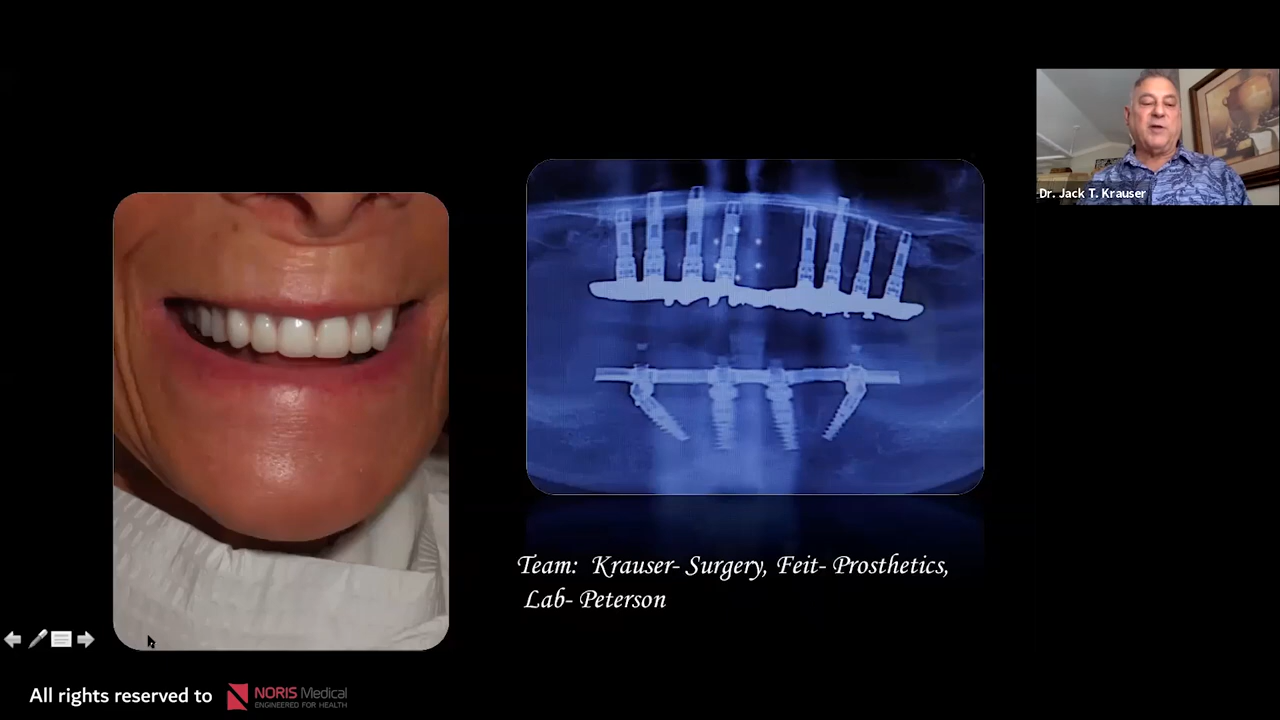 Dr. Jack T. Krauser
Team: Krauser- Surgery, Feit- Prosthetics,
Lab- Peterson
All rights reserved to
NORIS Medical
ENGINEERED FOR HEALTH